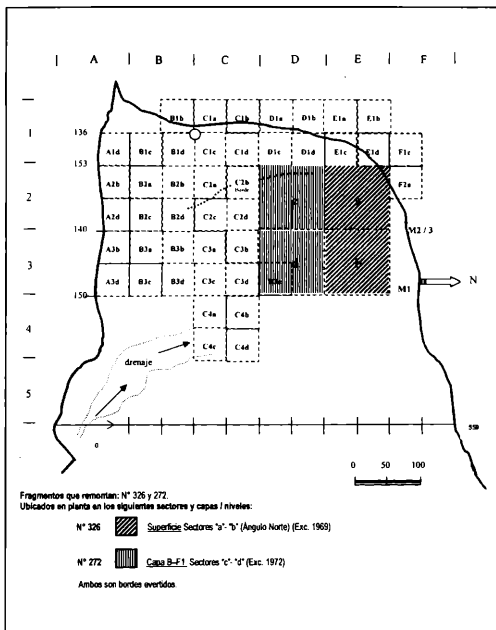 A B C D E F
B1b C1a C1b D1a D1b E1a E1b
1
136
A1d B1c B1d C1c C1d D1c D1d E1c E1d F1c
153
2
A2b B2a B2b C2a C2b F2a
A2d B2c B2d C2c C2d
140
M2 / 3
3
A3b B3a B3b C3a C3b
A3d B3c B3d C3c C3d
N
150
M1
4
C4a C4b
C4c C4d
drenaje
5
0
0 50 100
Fragmentos que remontan: N° 326 y 272.
Ubicados en planta en los siguientes sectores y capas / niveles:
N° 326 Superficie Sectores "a"- "b" (Ángulo Norte) (Exc. 1969)
N° 272 Capa B–F1 Sectores "c"- "d" (Exc. 1972)
Ambos son bordes evertidos.